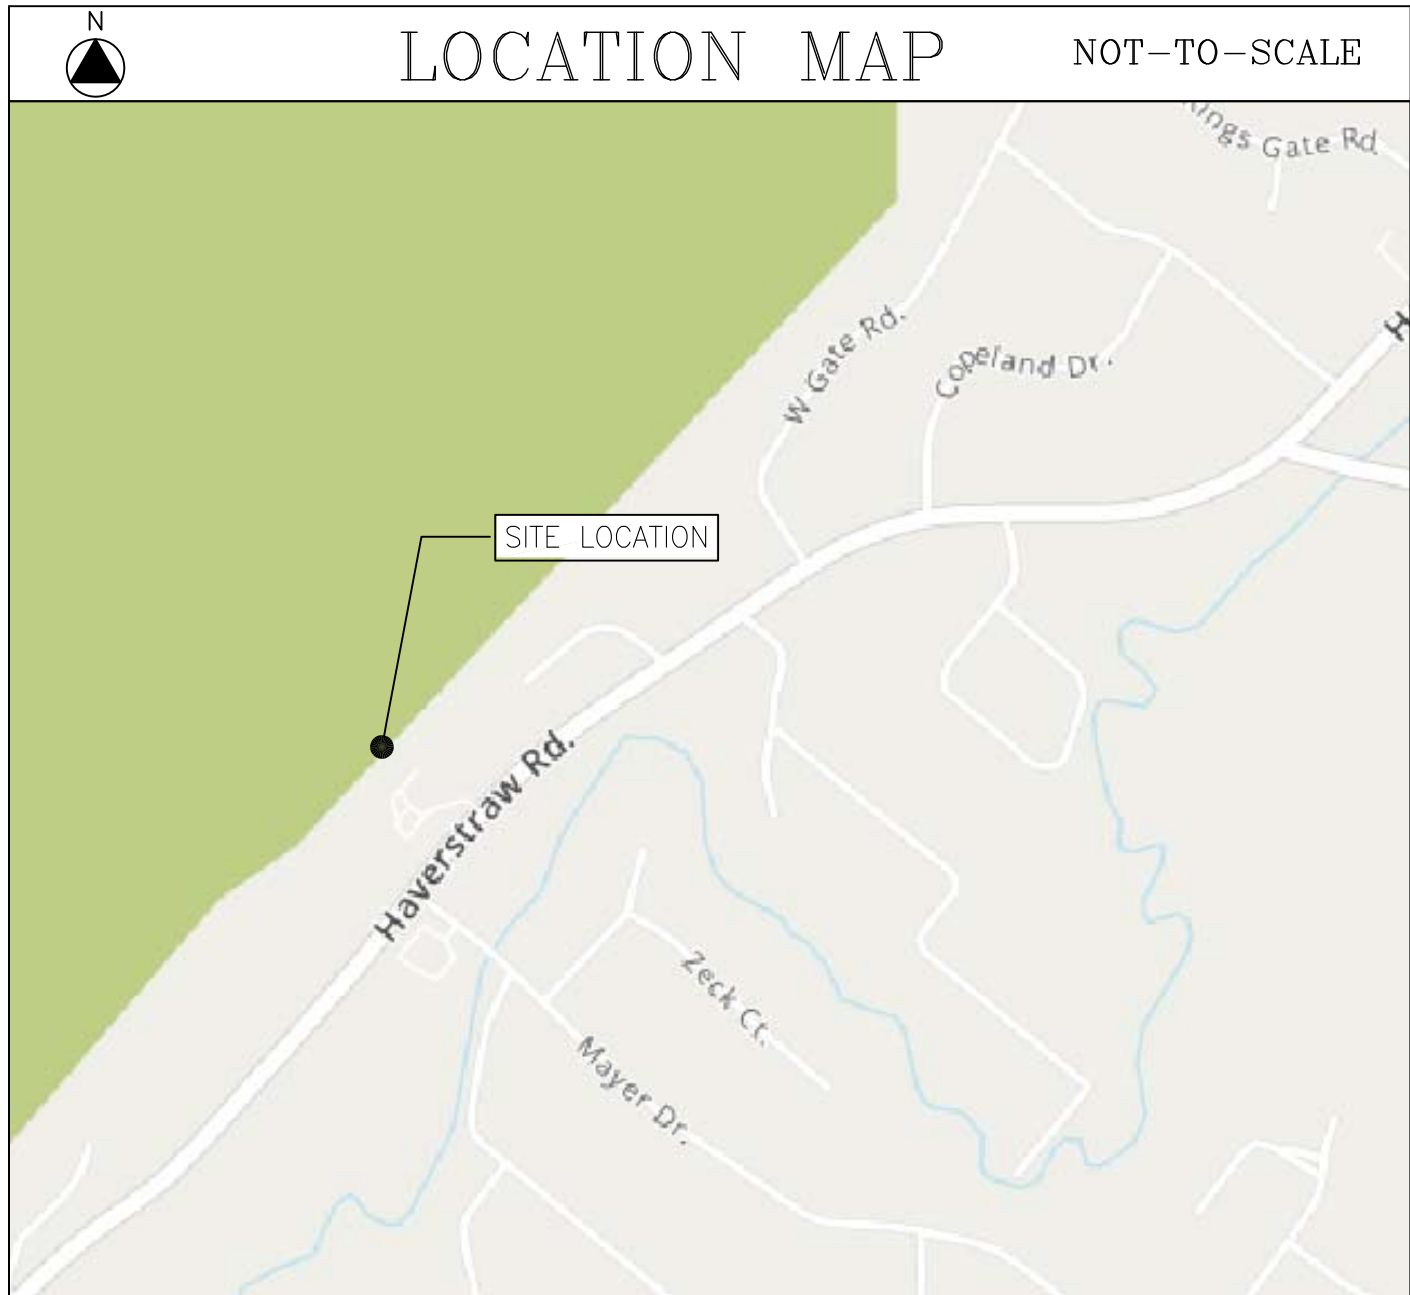 N
LOCATION MAP
NOT-TO-SCALE
Kings Gate Rd
W Gate Rd.
Copeland Dr.
H
SITE LOCATION
Haverstraw Rd.
Zeck Ct.
Mayer Dr.